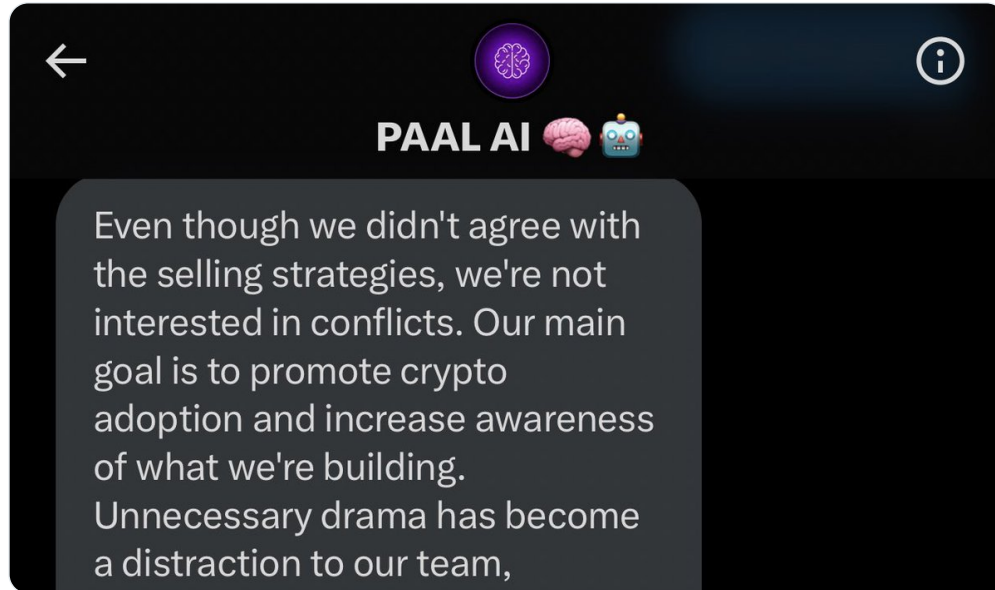 PAAL AI 🧠🤖
Even though we didn't agree with
the selling strategies, we're not
interested in conflicts. Our main
goal is to promote crypto
adoption and increase awareness
of what we're building.
Unnecessary drama has become
a distraction to our team,